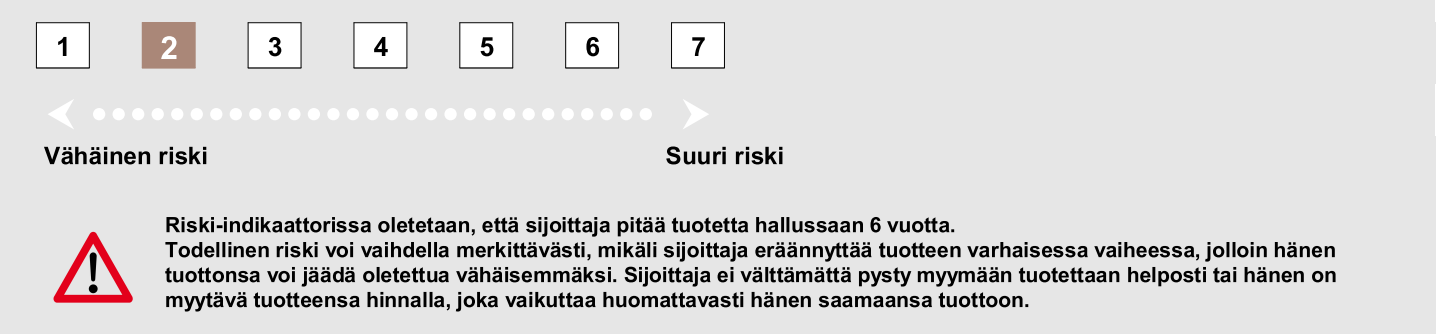 1 2 3 4 5 6 7
Vähäinen riski Suuri riski
Riski-indikaattorissa oletetaan, että sijoittaja pitää tuotetta hallussaan 6 vuotta.
Todellinen riski voi vaihdella merkittävästi, mikäli sijoittaja eräännyttää tuotteen varhaisessa vaiheessa, jolloin hänen
tuottonsa voi jäädä oletettua vähäisemmäksi. Sijoittaja ei välttämättä pysty myymään tuotettaan helposti tai hänen on
myytävä tuotteensa hinnalla, joka vaikuttaa huomattavasti hänen saamaansa tuottoon.